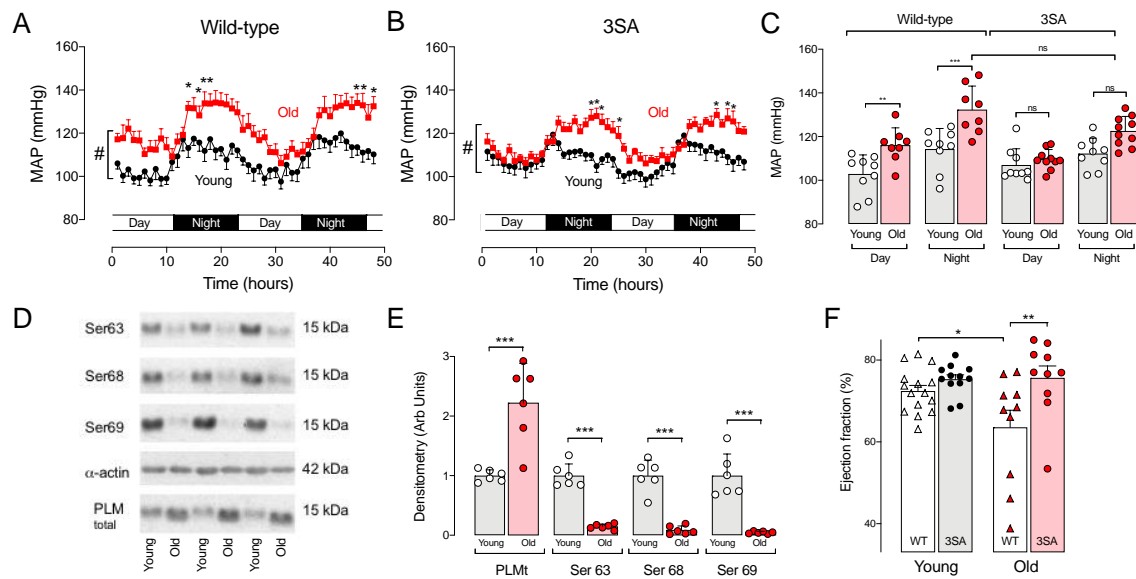 A
Wild-type
MAP (mmHg)
160
140
120
100
80
#
* * **
** *
Old
Young
Day Night Day Night
0 10 20 30 40 50
Time (hours)
B
3SA
MAP (mmHg)
160
140
120
100
80
#
** * * *
* **
Old
Young
Day Night Day Night
0 10 20 30 40 50
Time (hours)
C
Wild-type 3SA
MAP (mmHg)
160
140
120
100
80
ns
***
**
ns
ns
Young Old Young Old Young Old Young Old
Day Night Day Night
D
Ser63 15 kDa
Ser68 15 kDa
Ser69 15 kDa
α-actin 42 kDa
PLM 15 kDa
total
Young Old Young Old Young Old
E
Densitometry (Arb Units)
3
2
1
0
*** *** *** ***
Young Old Young Old Young Old Young Old
PLMt Ser 63 Ser 68 Ser 69
F
Ejection fraction (%)
80
60
40
* **
WT 3SA WT 3SA
Young Old